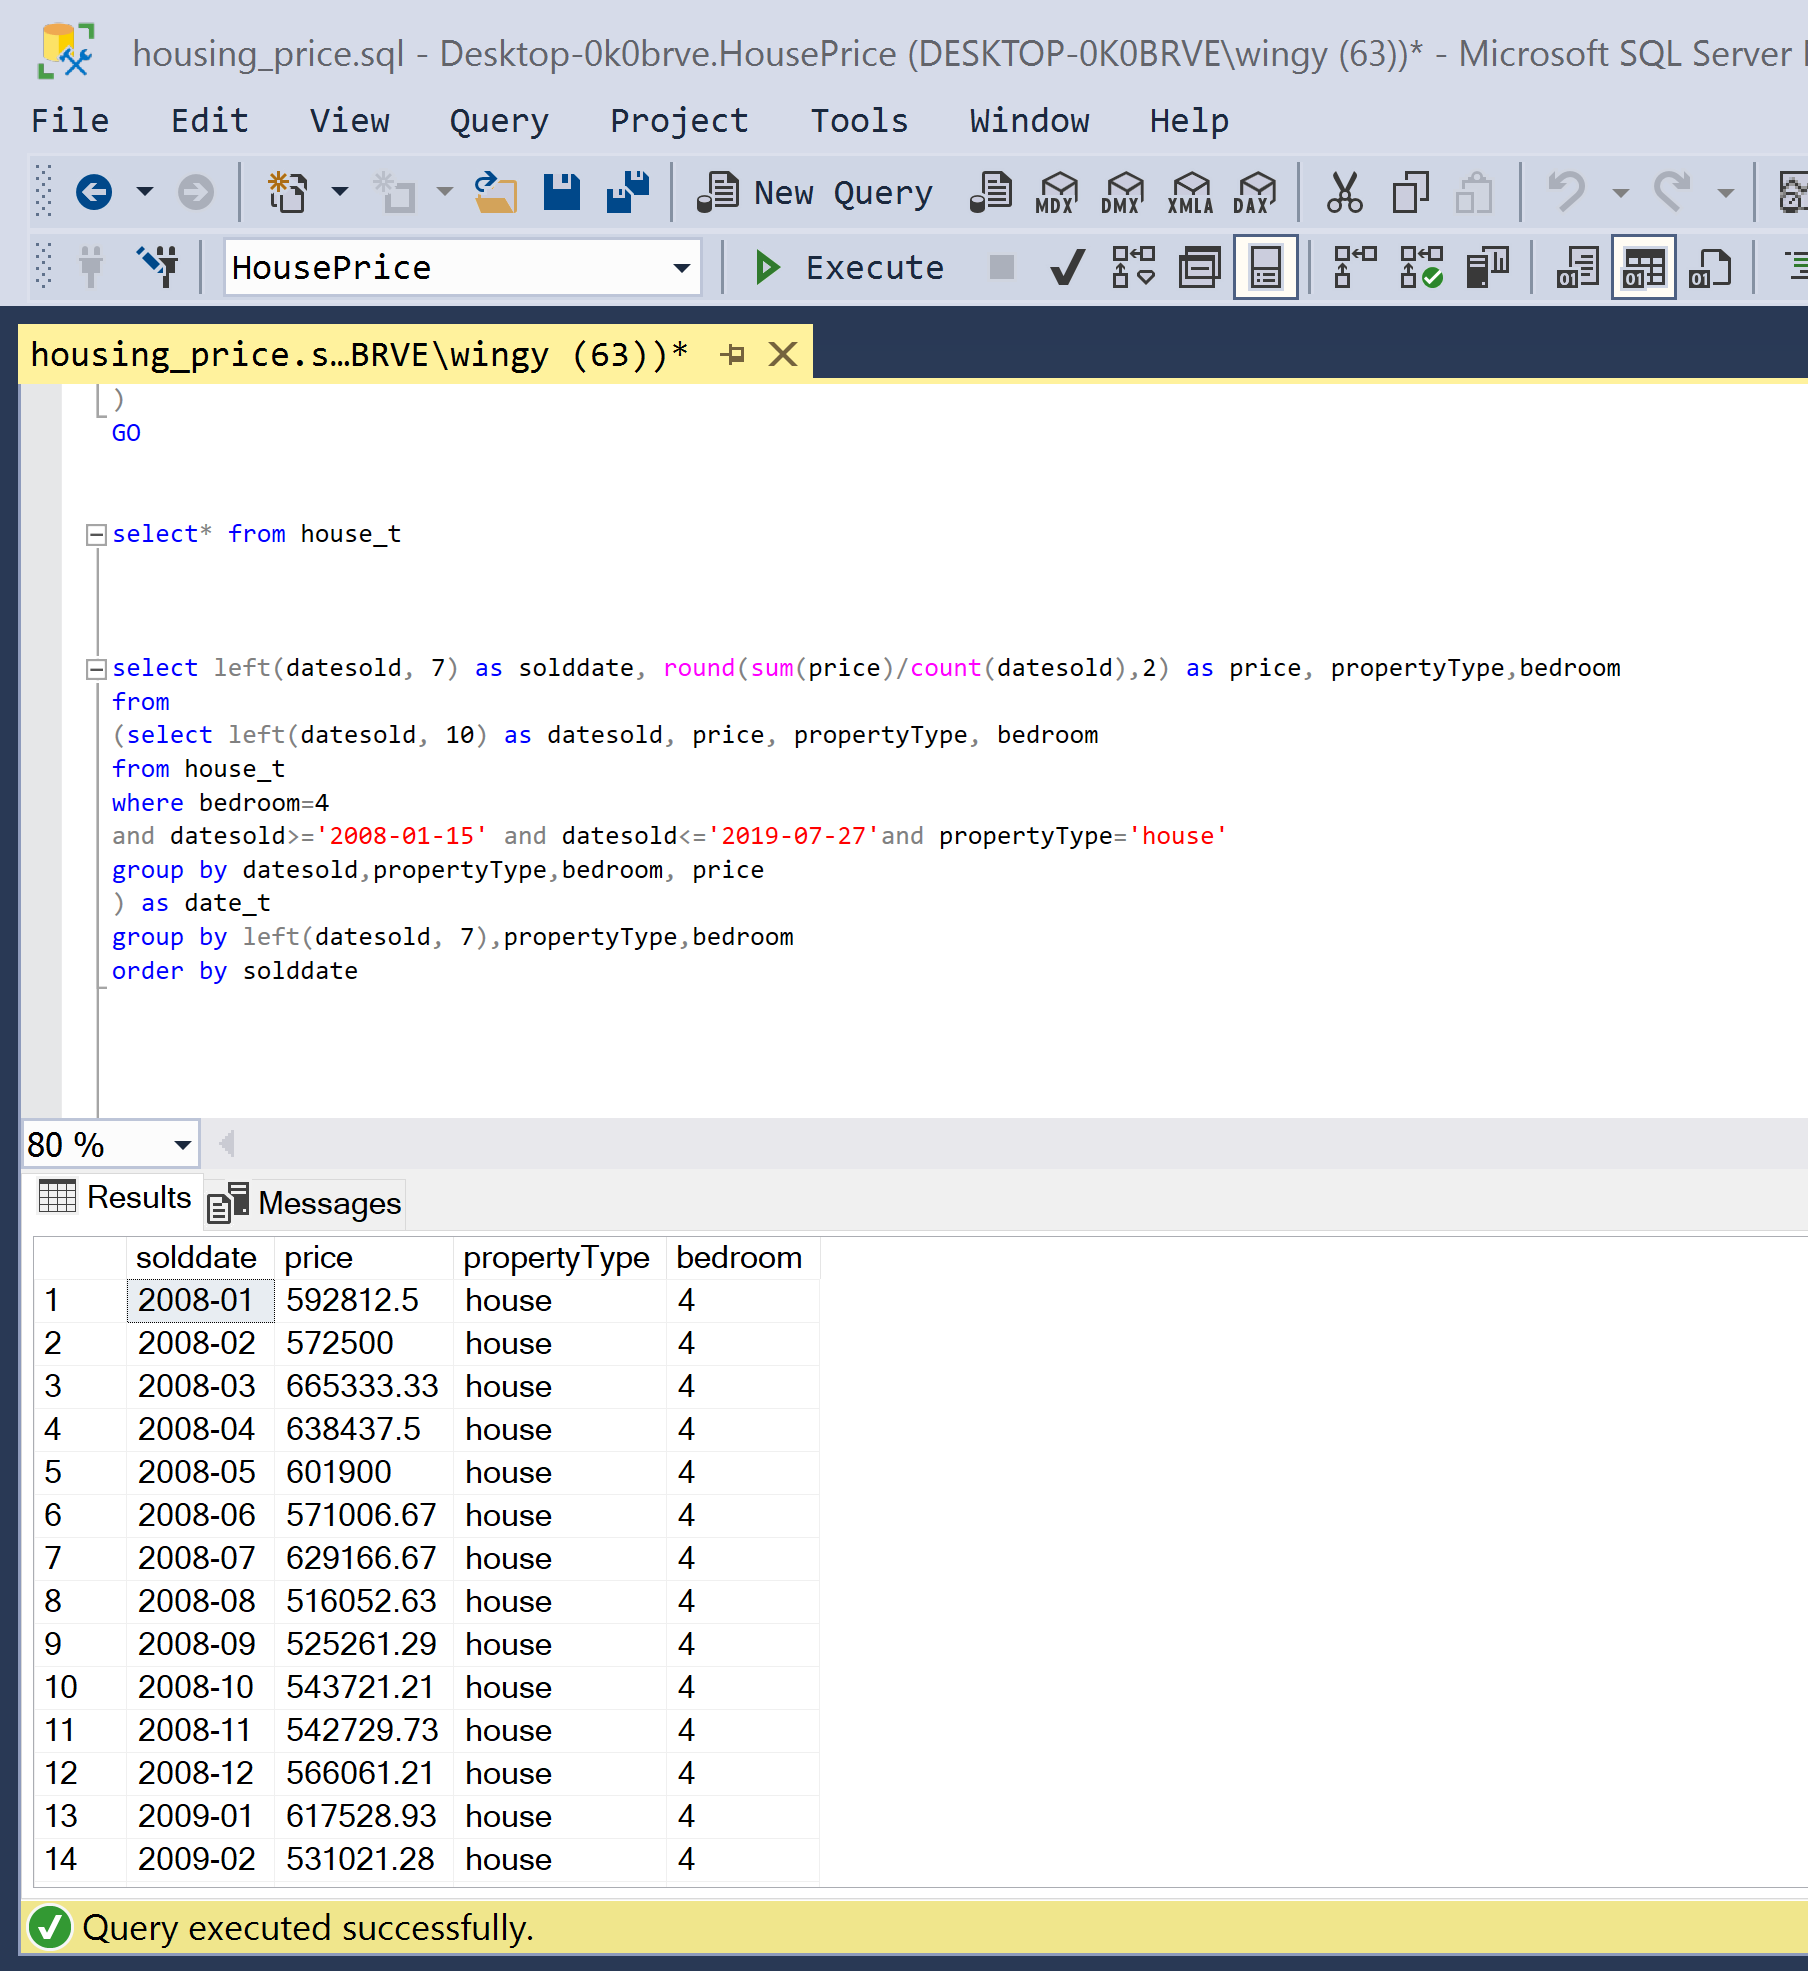 housing_price.sql - Desktop-0k0brve.HousePrice (DESKTOP-0K0BRVE\wingy (63))* - Microsoft SQL Server
File Edit View Query Project Tools Window Help
New Query MDX DMX XMLA DAX
HousePrice Execute
housing_price.s…BRVE\wingy (63))*
)
GO
select* from house_t
select left(datesold, 7) as solddate, round(sum(price)/count(datesold),2) as price, propertyType,bedroom
from
(select left(datesold, 10) as datesold, price, propertyType, bedroom
from house_t
where bedroom=4
and datesold>='2008-01-15' and datesold<='2019-07-27'and propertyType='house'
group by datesold,propertyType,bedroom, price
) as date_t
group by left(datesold, 7),propertyType,bedroom
order by solddate
80 %
Results Messages
solddate price propertyType bedroom
1 2008-01 592812.5 house 4
2 2008-02 572500 house 4
3 2008-03 665333.33 house 4
4 2008-04 638437.5 house 4
5 2008-05 601900 house 4
6 2008-06 571006.67 house 4
7 2008-07 629166.67 house 4
8 2008-08 516052.63 house 4
9 2008-09 525261.29 house 4
10 2008-10 543721.21 house 4
11 2008-11 542729.73 house 4
12 2008-12 566061.21 house 4
13 2009-01 617528.93 house 4
14 2009-02 531021.28 house 4
Query executed successfully.